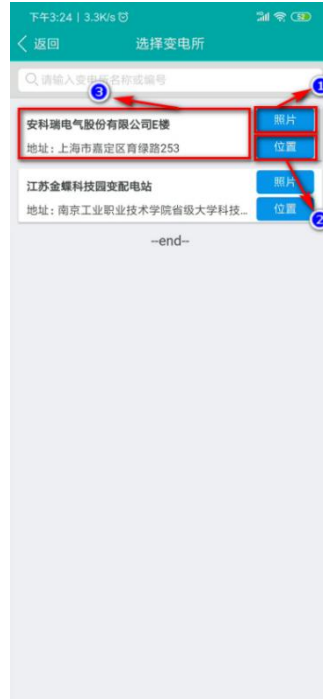 下午3:24 | 3.3K/s
返回 选择变电所
请输入变电所名称或编号
3
1
安科瑞电气股份有限公司E楼 照片
地址：上海市嘉定区育绿路253 位置
江苏金蝶科技园变配电站 照片
地址：南京工业职业技术学院省级大学科技... 位置
2
--end--